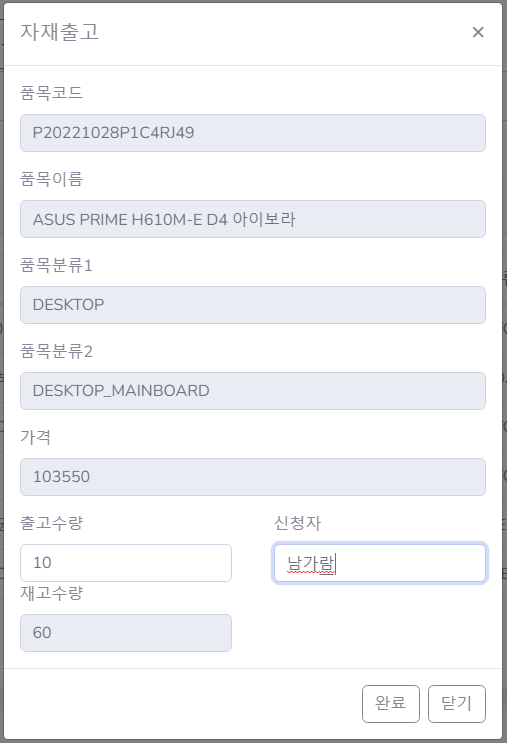 자재출고 ×
품목코드
P20221028P1C4RJ49
품목이름
ASUS PRIME H610M-E D4 아이보라
품목분류1
DESKTOP
품목분류2
DESKTOP_MAINBOARD
가격
103550
출고수량 신청자
10 남가람
재고수량
60
완료 닫기